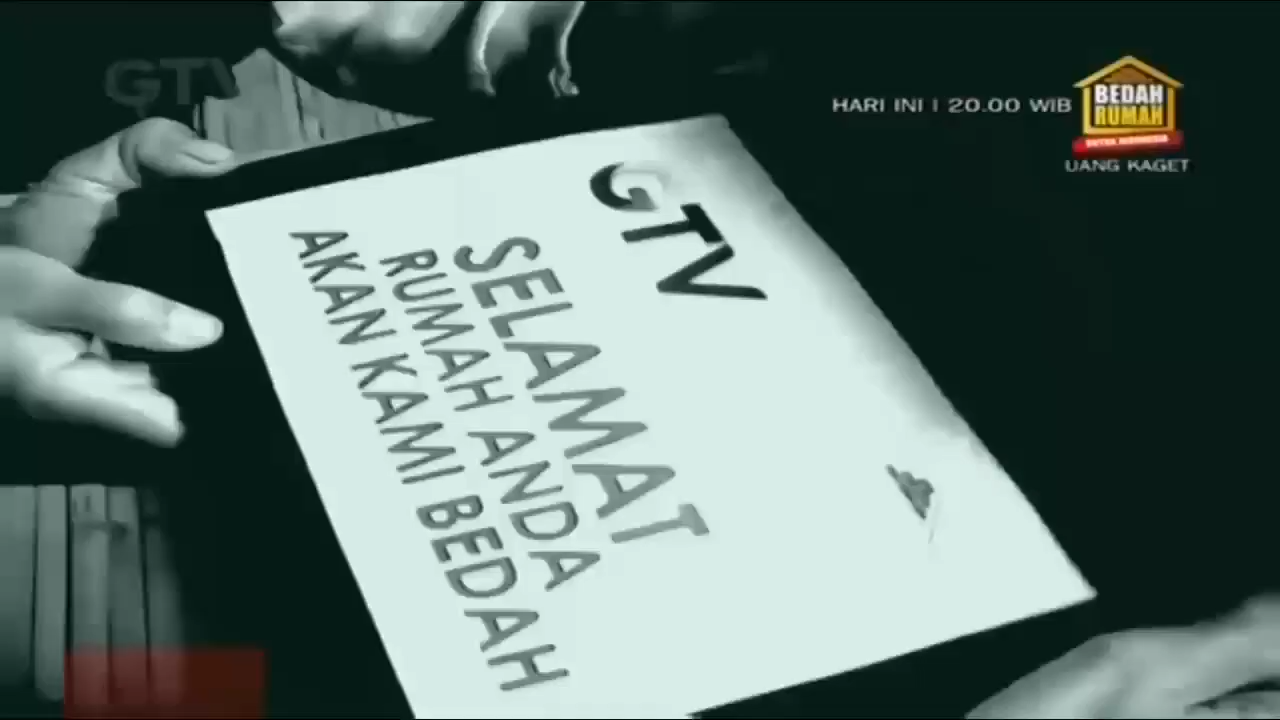 GTV
HARI INI | 20.00 WIB
BEDAH
RUMAH
UANG KAGET
GTV
SELAMAT
RUMAH ANDA
AKAN KAMI BEDAH